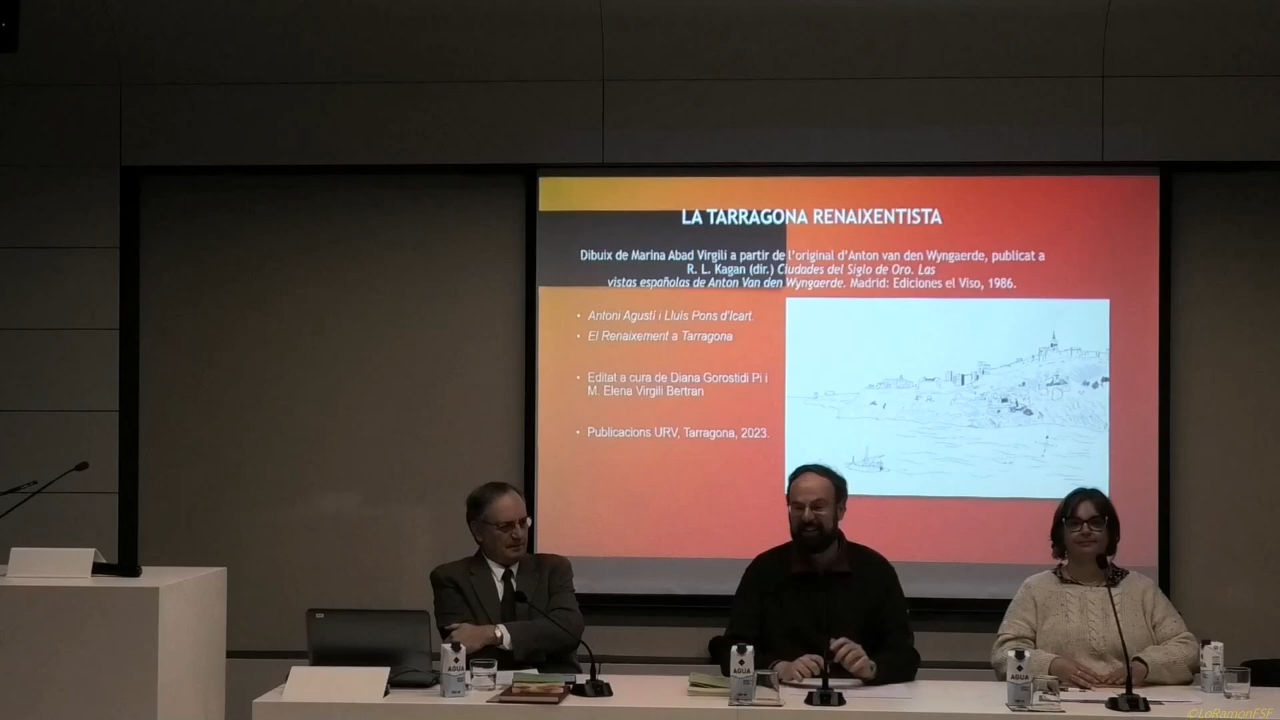 LA TARRAGONA RENAIXENTISTA
Dibuix de Marina Abad Virgili a partir de l'original d'Anton van den Wyngaerde, publicat a
R. L. Kagan (dir.) Ciudades del Siglo de Oro. Las
vistas españolas de Anton Van den Wyngaerde. Madrid: Ediciones el Viso, 1986.
• Antoni Agustí i Lluís Pons d'Icart.
• El Renaixement a Tarragona
• Editat a cura de Diana Gorostidi Pi i
M. Elena Virgili Bertran
• Publicacions URV, Tarragona, 2023.
AGUA
AGUA
AGUA
©LoRamonFSF